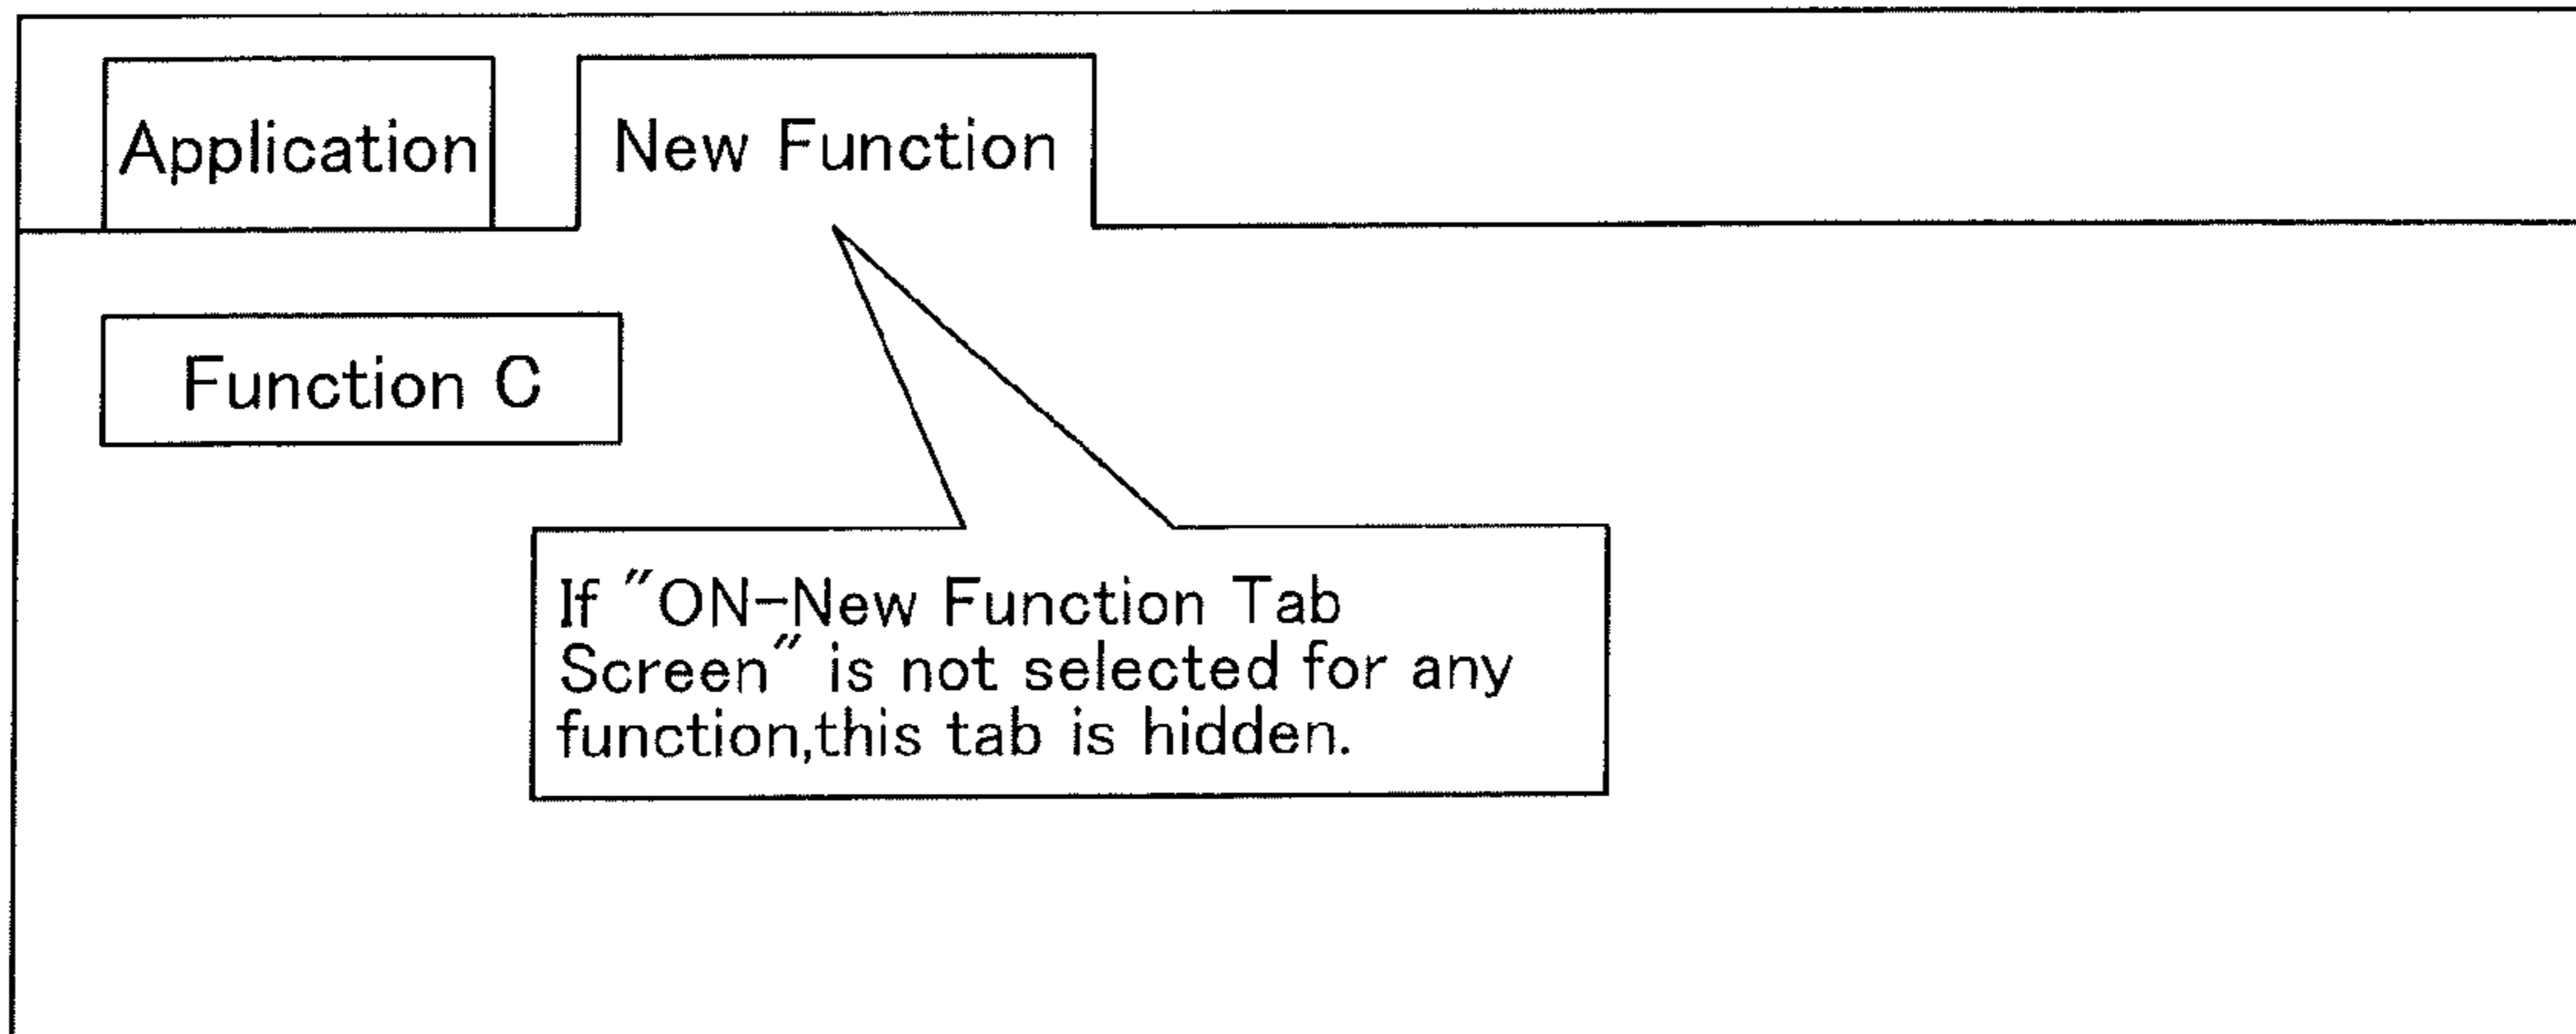 Application
New Function
Function C
If "ON-New Function Tab
Screen" is not selected for any
function,this tab is hidden.